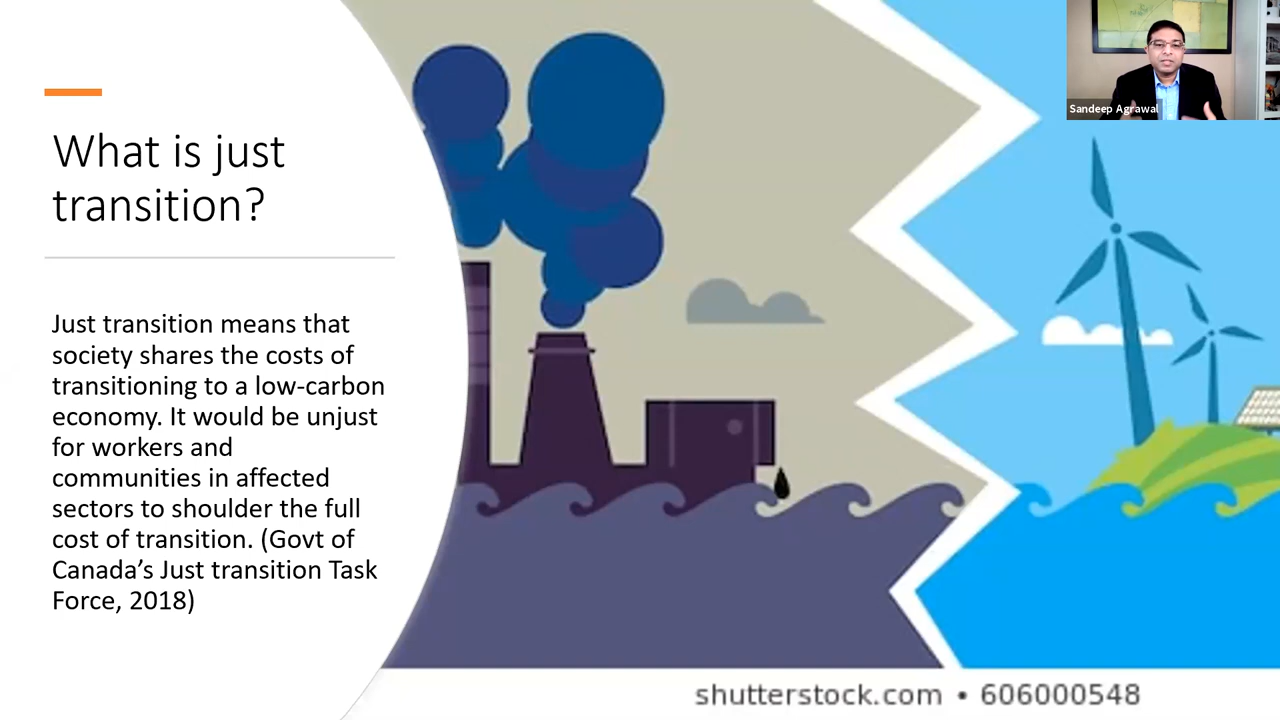 What is just
transition?
Just transition means that
society shares the costs of
transitioning to a low-carbon
economy. It would be unjust
for workers and
communities in affected
sectors to shoulder the full
cost of transition. (Govt of
Canada’s Just transition Task
Force, 2018)
Sandeep Agrawal
shutterstock.com • 606000548